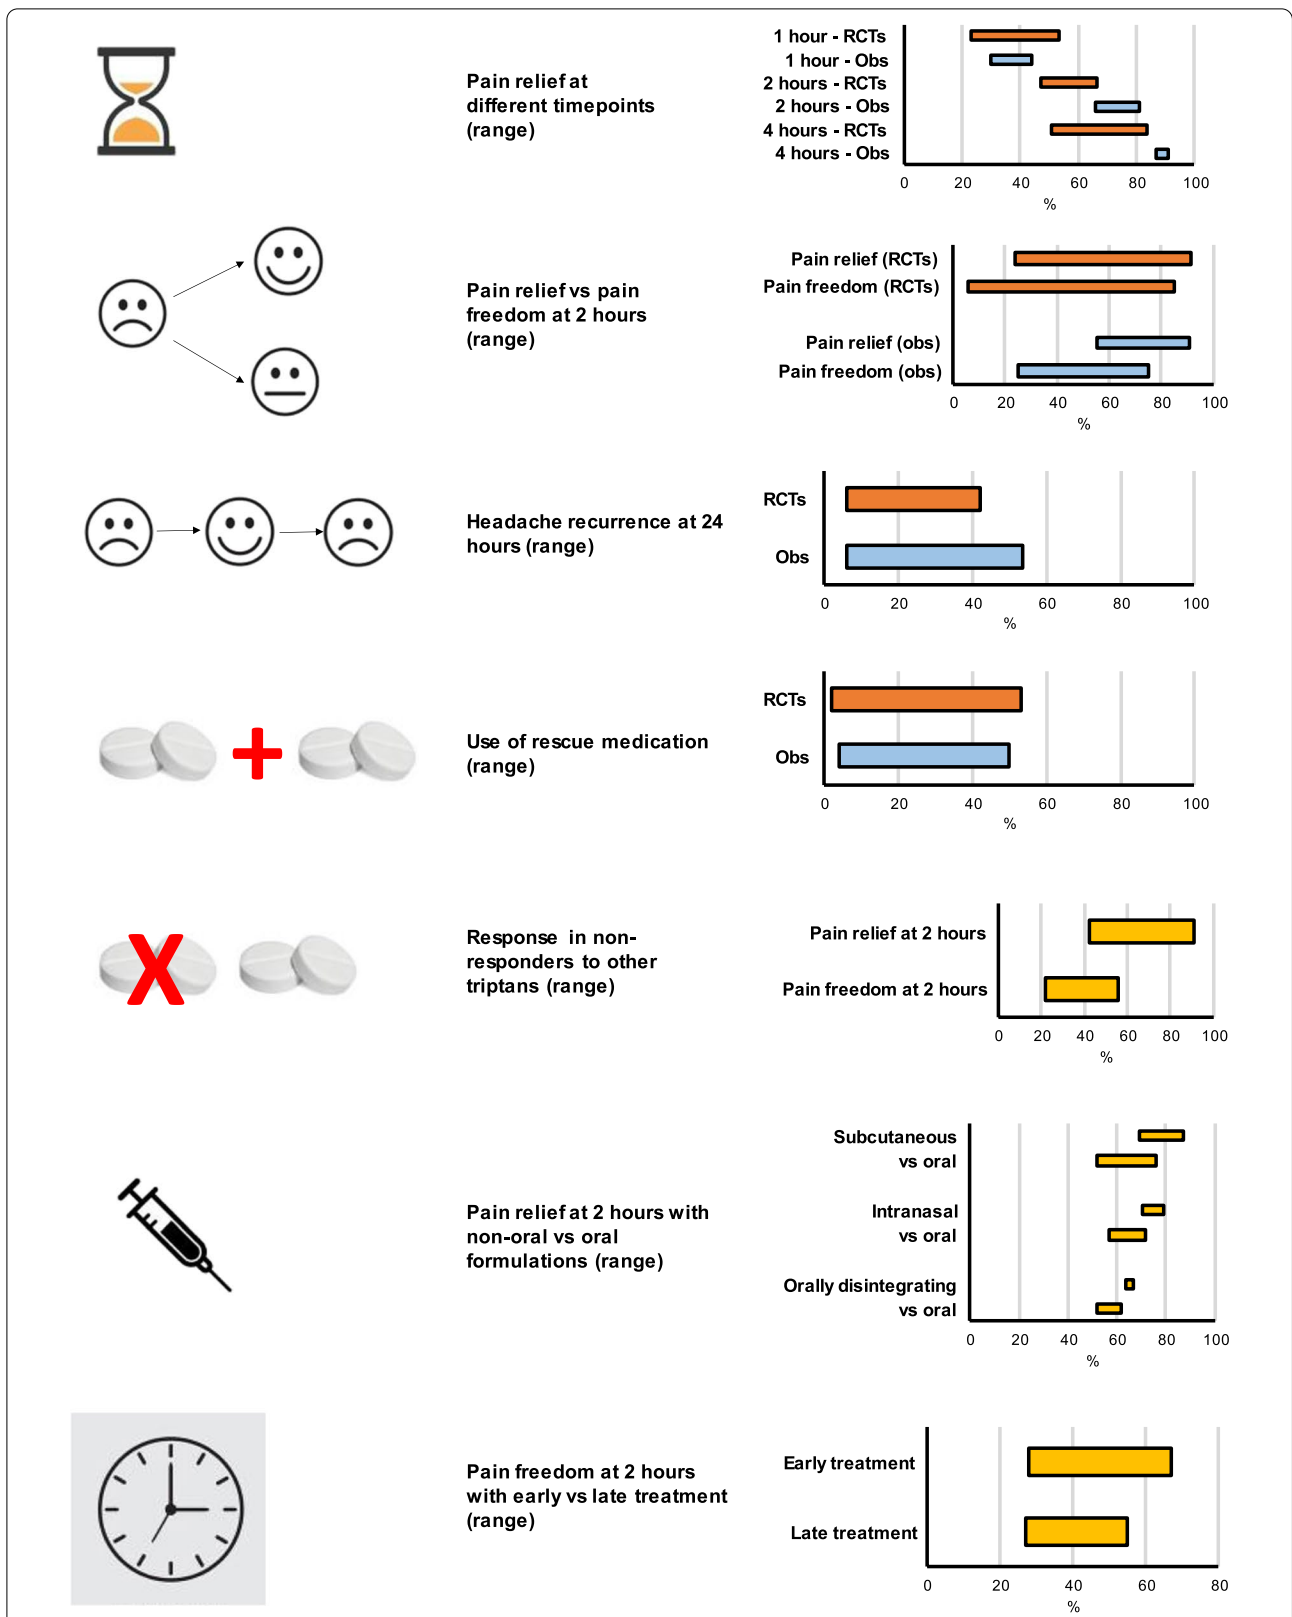 Pain relief at
different timepoints
(range)
1 hour - RCTs
1 hour - Obs
2 hours - RCTs
2 hours - Obs
4 hours - RCTs
4 hours - Obs
0 20 40 60 80 100
%
Pain relief vs pain
freedom at 2 hours
(range)
Pain relief (RCTs)
Pain freedom (RCTs)
Pain relief (obs)
Pain freedom (obs)
0 20 40 60 80 100
%
Headache recurrence at 24
hours (range)
RCTs
Obs
0 20 40 60 80 100
%
Use of rescue medication
(range)
RCTs
Obs
0 20 40 60 80 100
%
X
Response in non-
responders to other
triptans (range)
Pain relief at 2 hours
Pain freedom at 2 hours
0 20 40 60 80 100
%
Pain relief at 2 hours with
non-oral vs oral
formulations (range)
Subcutaneous
vs oral
Intranasal
vs oral
Orally disintegrating
vs oral
0 20 40 60 80 100
%
Pain freedom at 2 hours
with early vs late treatment
(range)
Early treatment
Late treatment
0 20 40 60 80
%